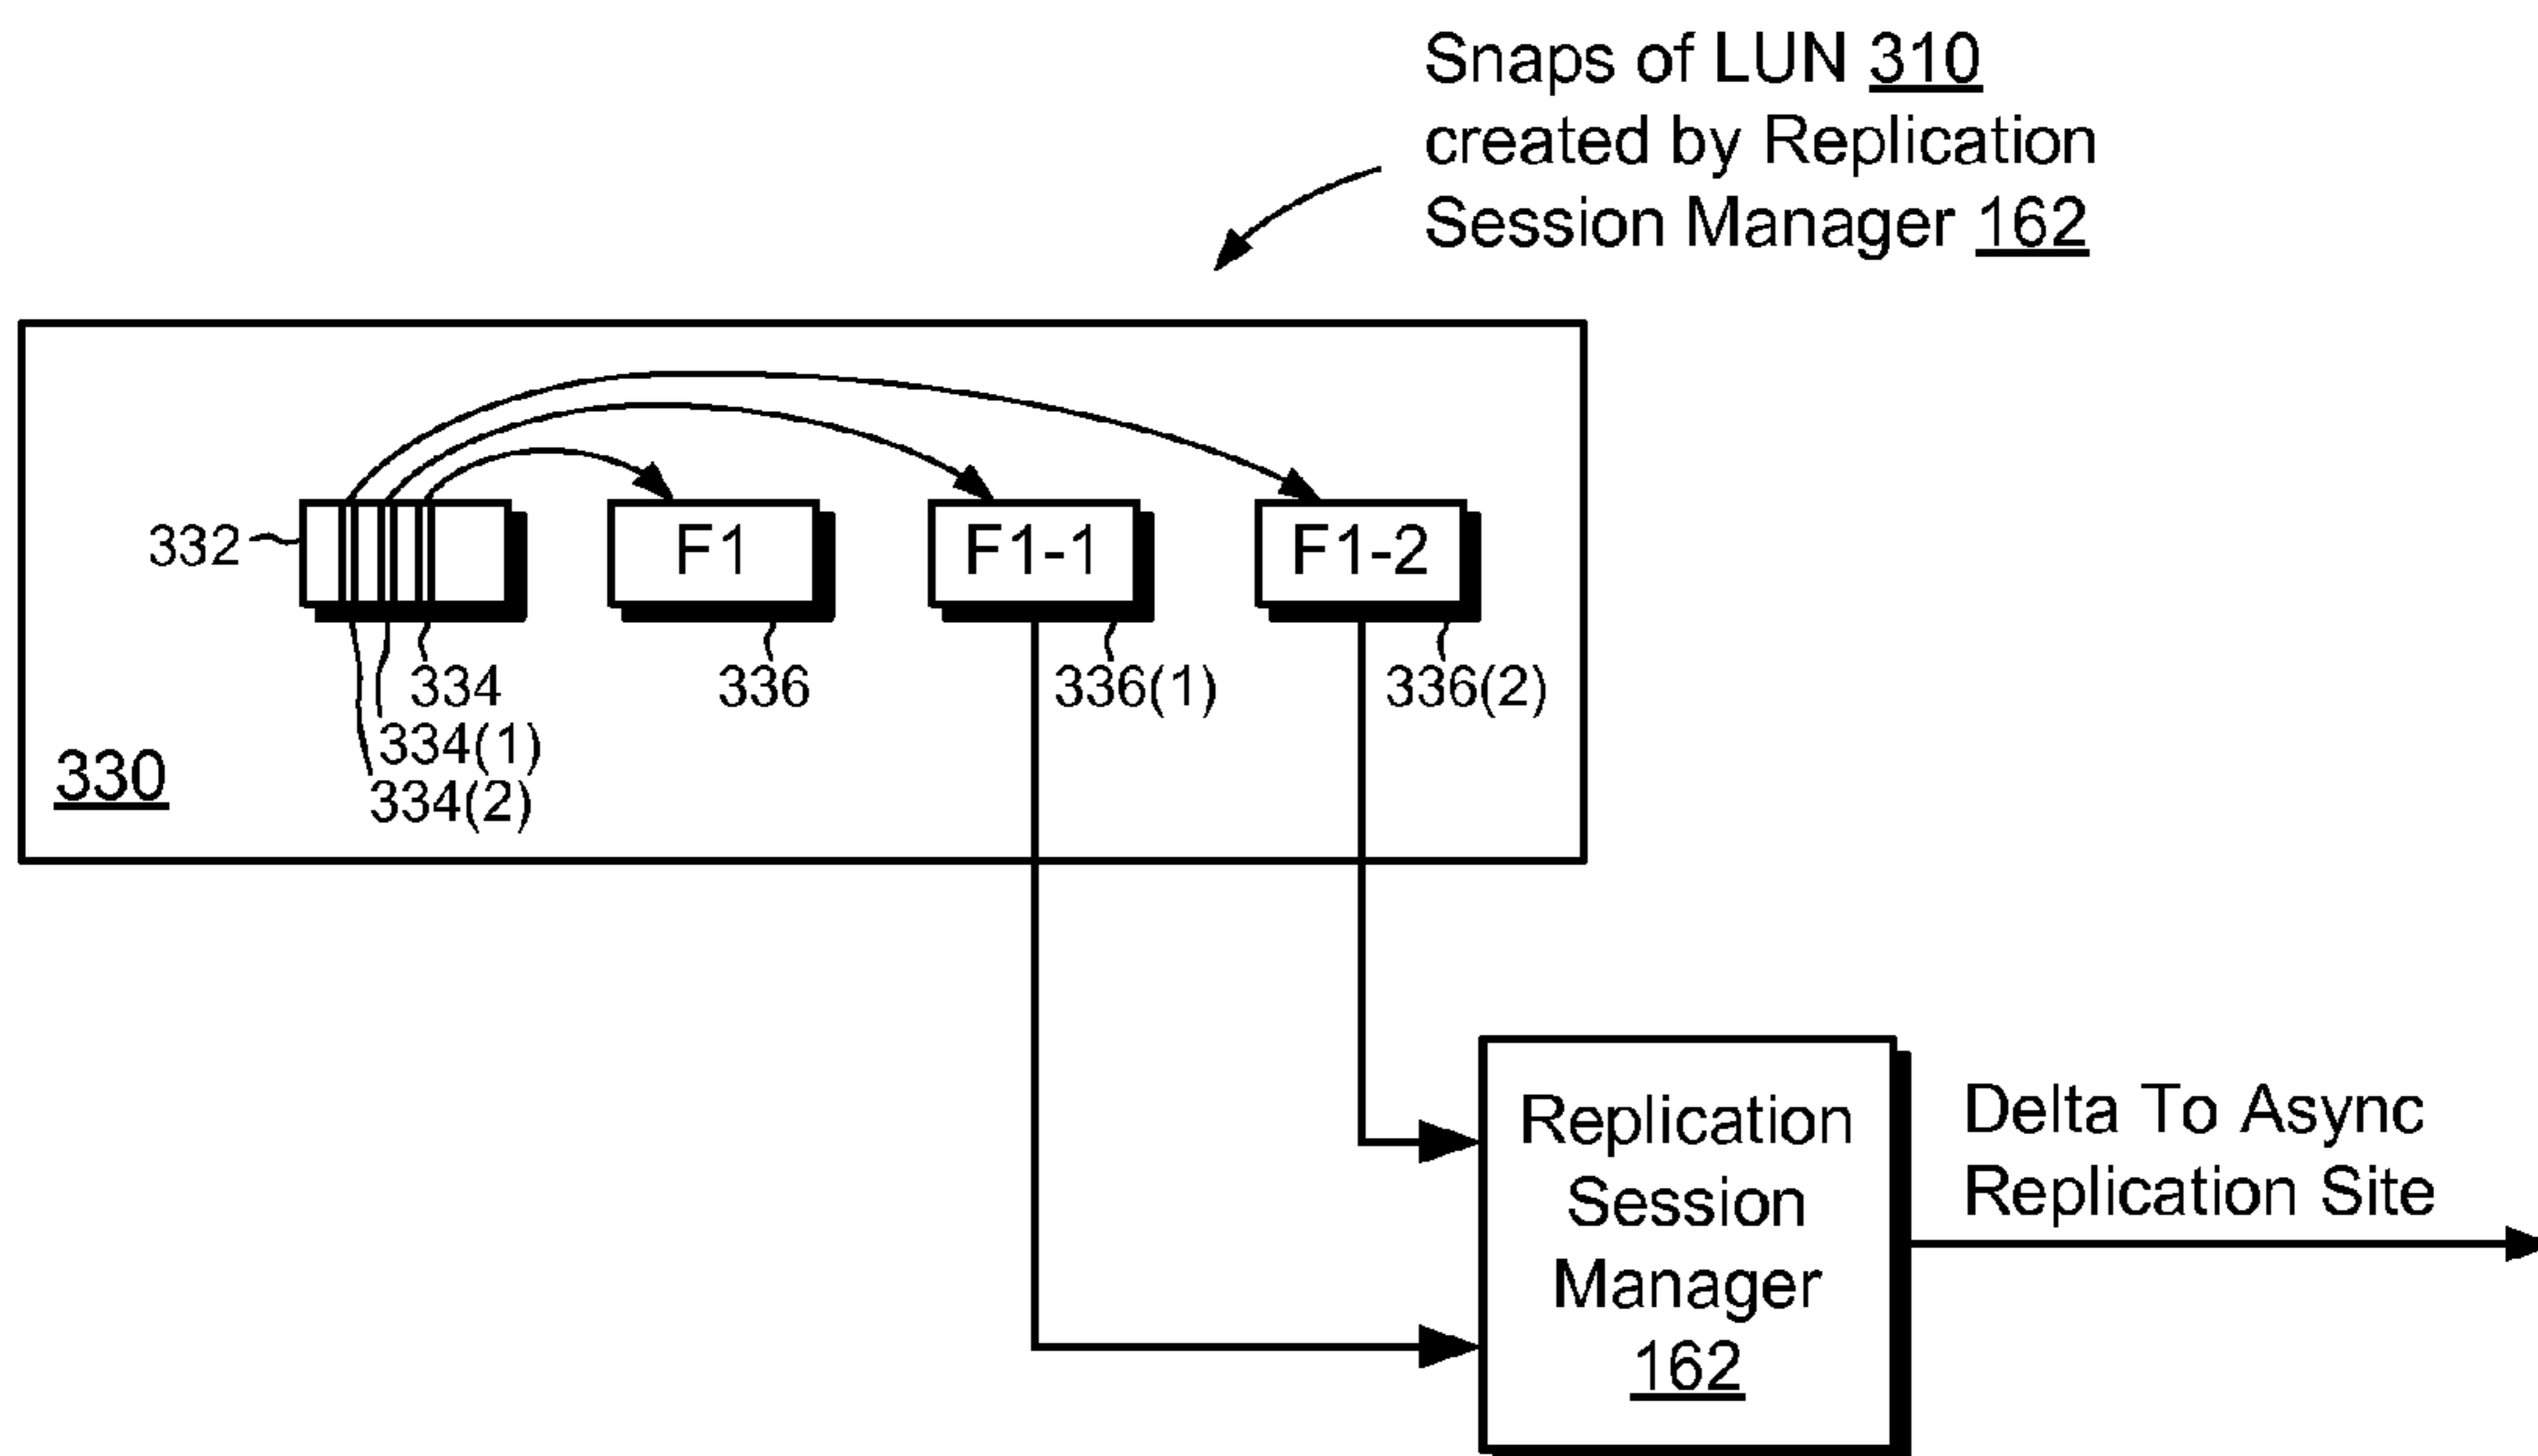 Snaps of LUN 310
created by Replication
Session Manager 162
332
F1
F1-1
F1-2
334
336
336(1)
336(2)
334(1)
330
334(2)
Replication
Session
Manager
162
Delta To Async
Replication Site